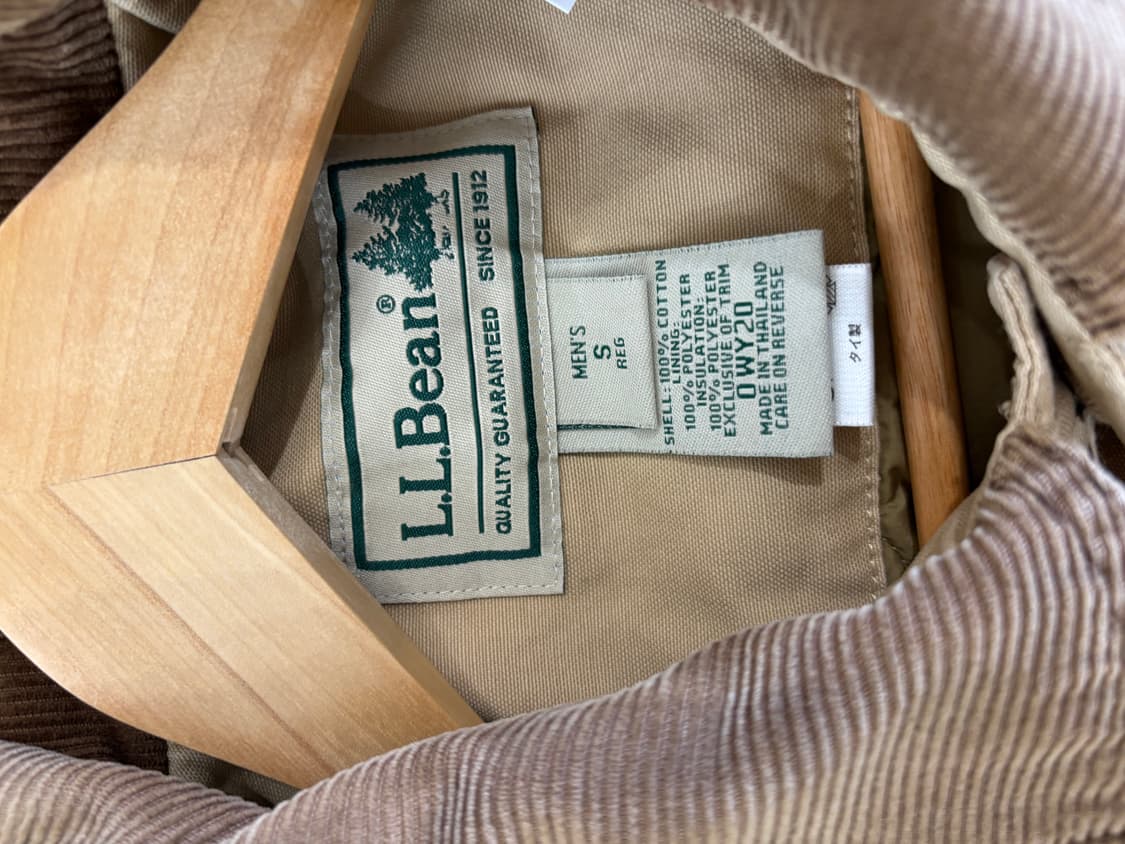 L.L.Bean®
QUALITY GUARANTEED SINCE 1912
MEN'S
S
REG
SHELL: 100% COTTON
LINING:
100% POLYESTER
INSULATION:
100% POLYESTER
EXCLUSIVE OF TRIM
0WY20
MADE IN THAILAND
CARE ON REVERSE
タイ製